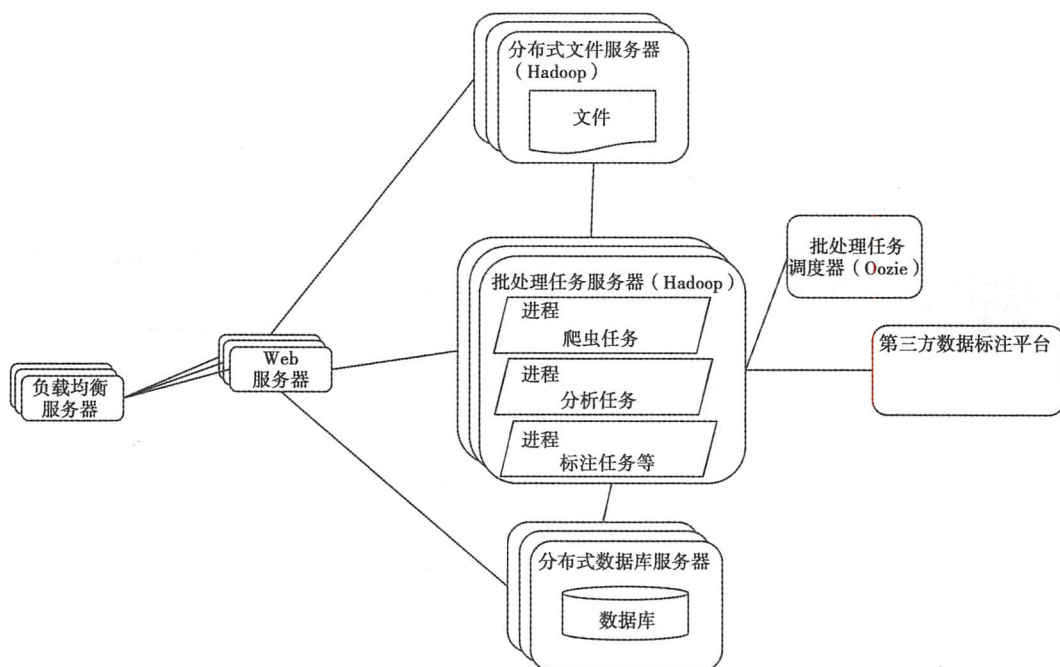 分布式文件服务器
（Hadoop）
文件
批处理任务
调度器（Oozie）
批处理任务服务器（Hadoop）
进程
爬虫任务
第三方数据标注平台
Web
服务器
负载均衡
服务器
进程
分析任务
进程
标注任务等
分布式数据库服务器
数据库